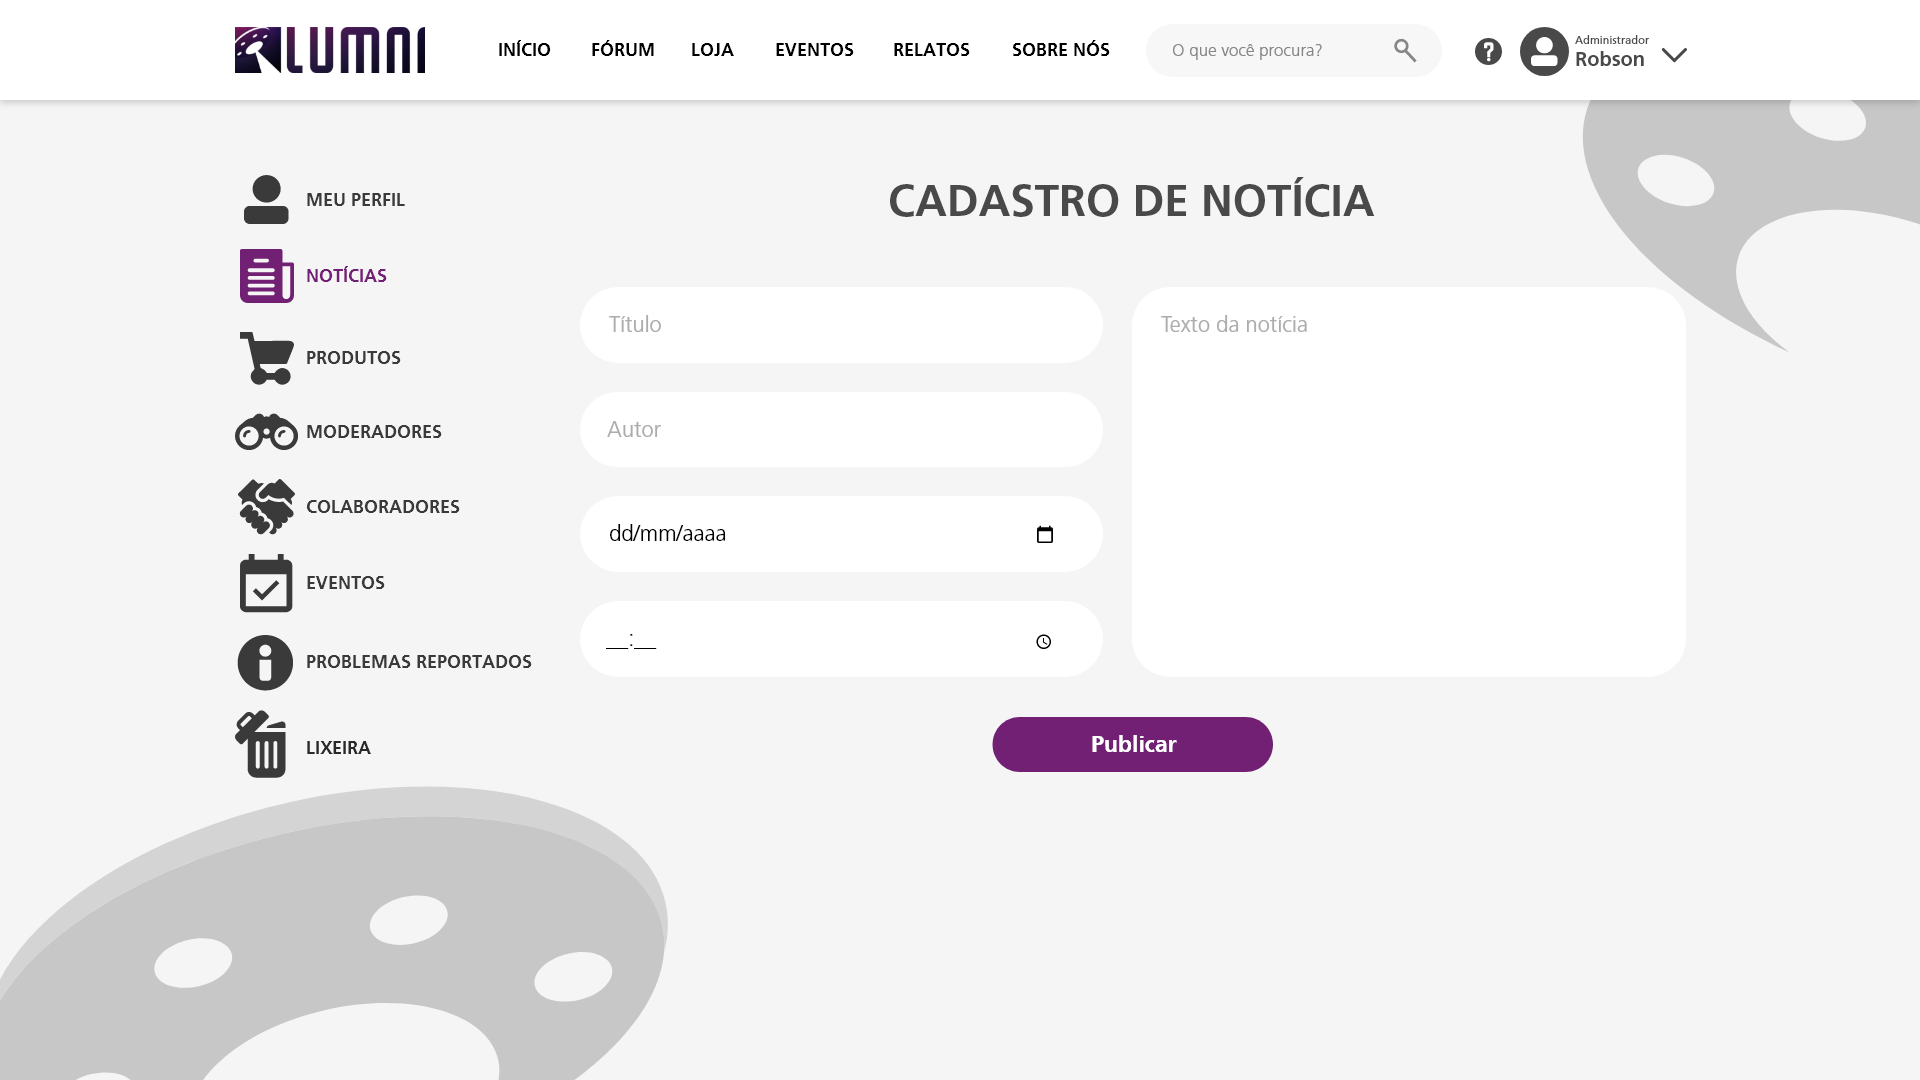 LUMNI
INÍCIO
FÓRUM
LOJA
EVENTOS
RELATOS
SOBRE NÓS
O que você procura?
?
Administrador
Robson
MEU PERFIL
NOTÍCIAS
PRODUTOS
MODERADORES
COLABORADORES
EVENTOS
PROBLEMAS REPORTADOS
LIXEIRA
CADASTRO DE NOTÍCIA
Título
Autor
dd/mm/aaaa
__:__
Texto da notícia
Publicar